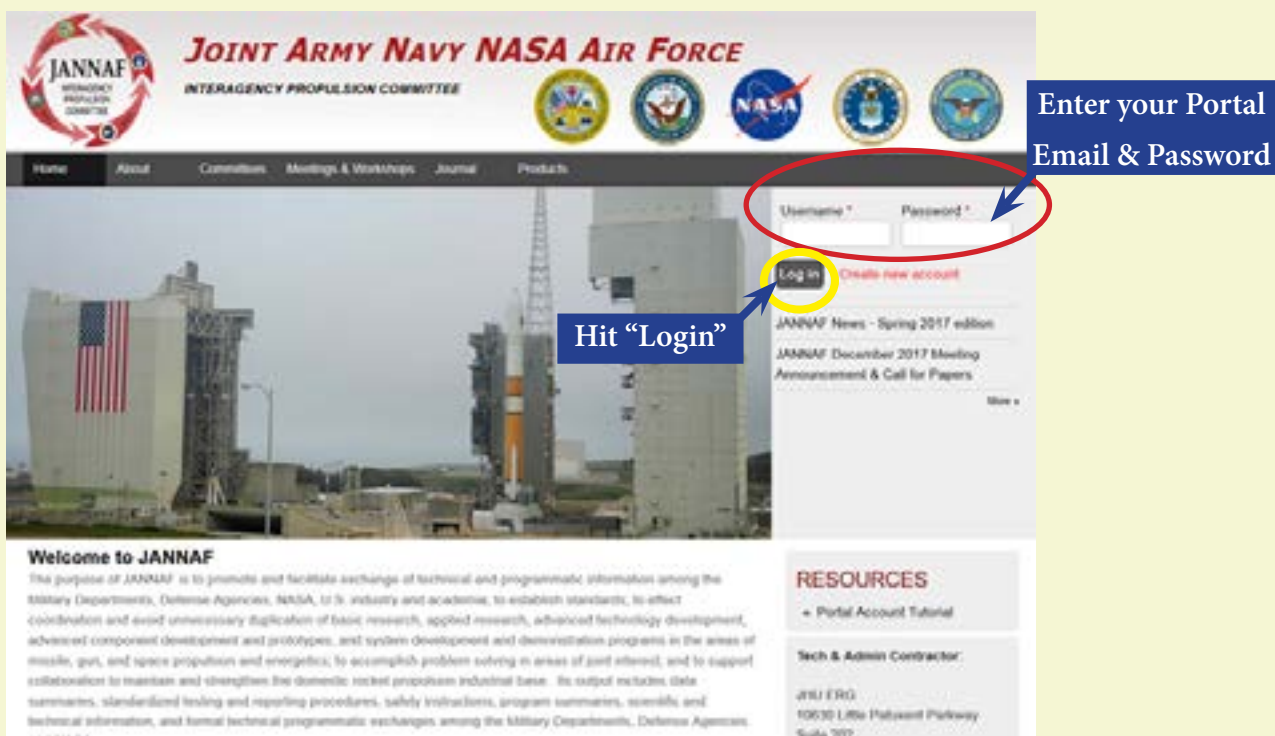 JANNAF
INTERAGENCY
PROPULSION
COMMITTEE
JOINT ARMY NAVY NASA AIR FORCE
INTERAGENCY PROPULSION COMMITTEE
NASA
Enter your Portal
Email & Password
Home About Committees Meetings & Workshops Journal Products
Username * Password *
Log in Create new account
Hit “Login”
JANNAF News - Spring 2017 edition
JANNAF December 2017 Meeting
Announcement & Call for Papers
More »
Welcome to JANNAF
The purpose of JANNAF is to promote and facilitate exchange of technical and programmatic information among the
Military Departments, Defense Agencies, NASA, U.S. industry and academia; to establish standards; to effect
coordination and avoid unnecessary duplication of basic research, applied research, advanced technology development,
advanced component development and prototypes, and system development and demonstration programs in the areas of
missile, gun, and space propulsion and energetics; to accomplish problem solving in areas of joint interest; and to support
collaboration to maintain and strengthen the domestic rocket propulsion industrial base. Its output includes data
summaries, standardized testing and reporting procedures, safety instructions, program summaries, scientific and
technical information, and formal technical programmatic exchanges among the Military Departments, Defense Agencies
RESOURCES
Portal Account Tutorial
Tech & Admin Contractor:
JHU ERG
10630 Little Patuxent Parkway
Suite 202